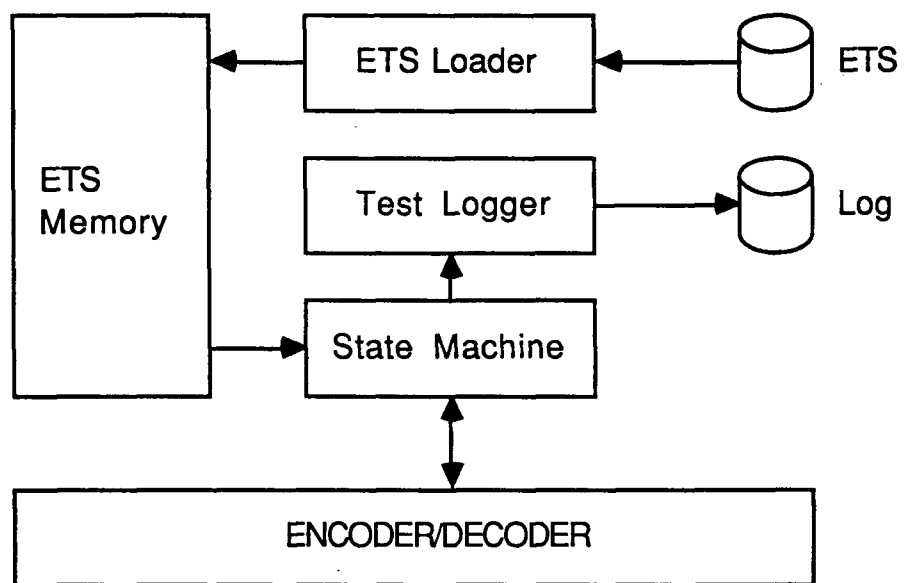 ETS Loader
ETS
ETS
Memory
Test Logger
Log
State Machine
ENCODER/DECODER